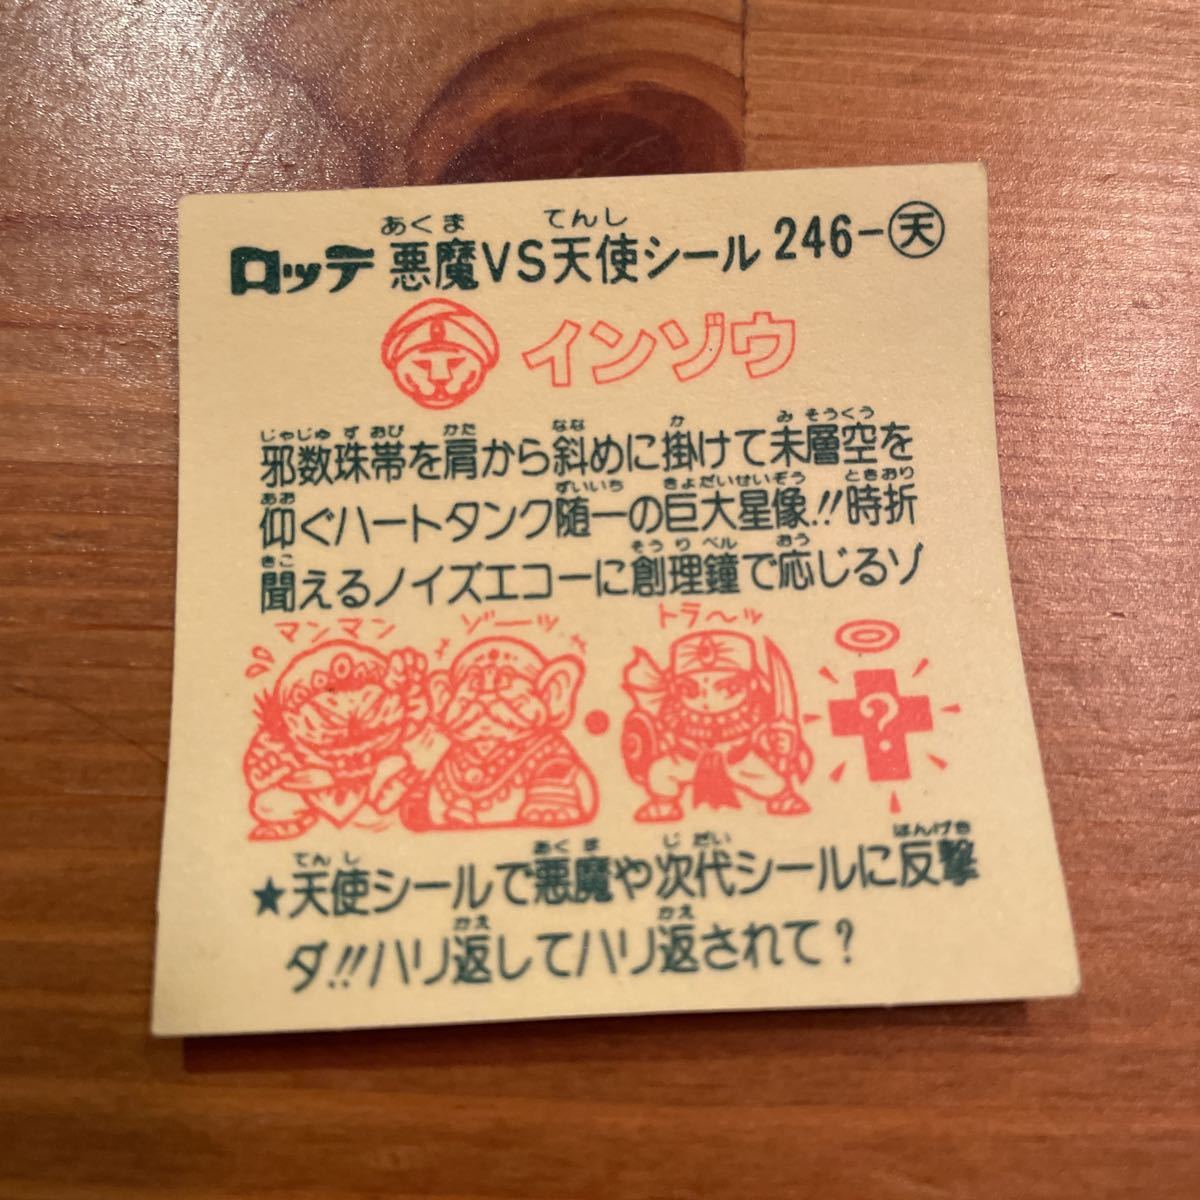 ロッテ 悪魔VS天使シール 246-天
インゾウ
邪数珠帯を肩から斜めに掛けて未層空を
仰ぐハートタンク随一の巨大星像!!時折
聞えるノイズエコーに創理鐘で応じるゾ
マンマン ゾーッ トラ〜ッ
?
★天使シールで悪魔や次代シールに反撃
ダ!!ハリ返してハリ返されて?